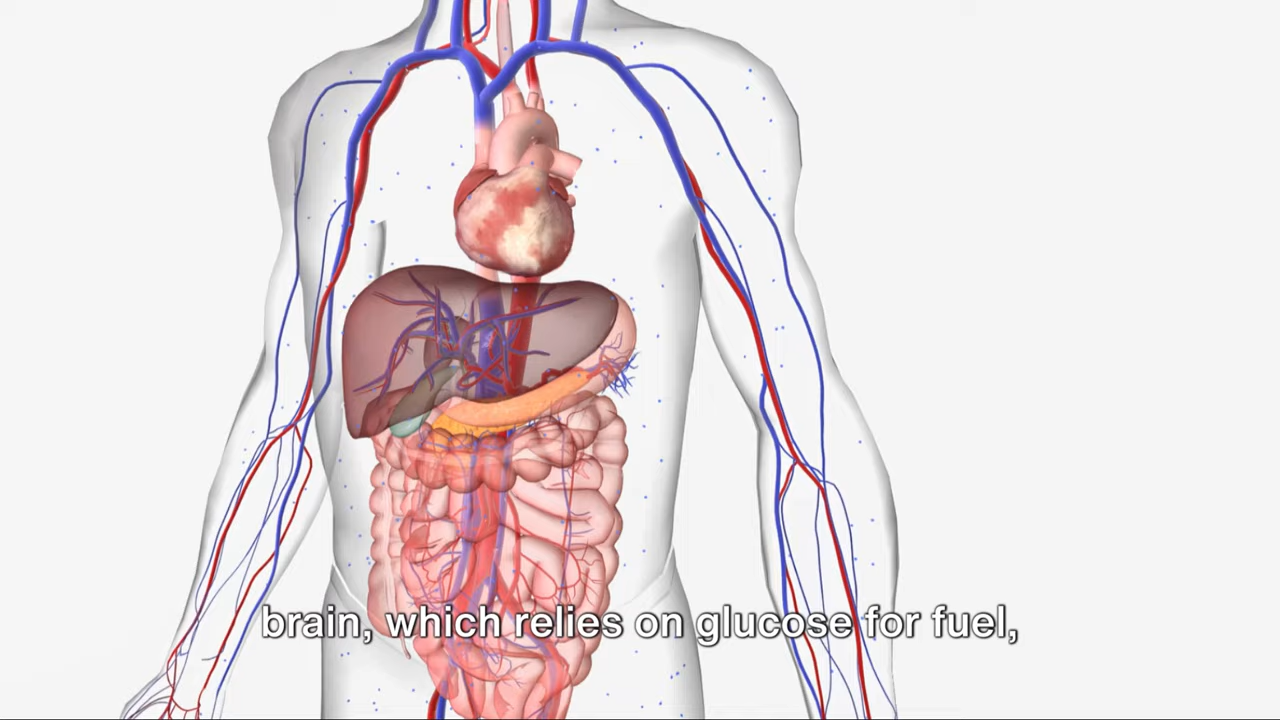 brain, which relies on glucose for fuel,